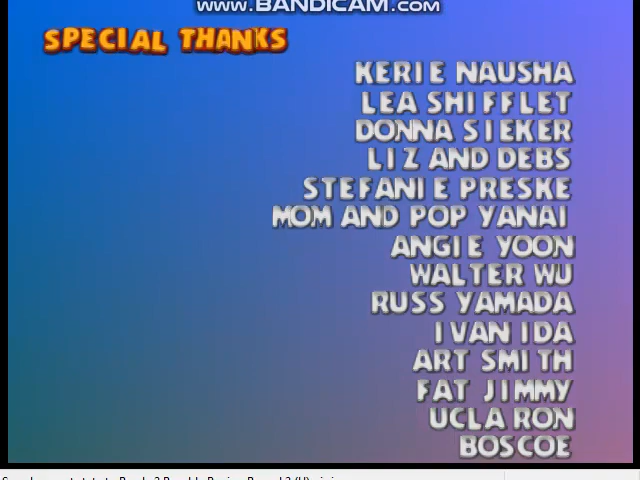 WWW.BANDICAM.COM
SPECIAL THANKS
KERIE NAUSHA
LEA SHIFFLET
DONNA SIEKER
LIZ AND DEBS
STEFANIE PRESKE
MOM AND POP YANAI
ANGIE YOON
WALTER WU
RUSS YAMADA
IVAN IDA
ART SMITH
FAT JIMMY
UCLA RON
BOSCOE